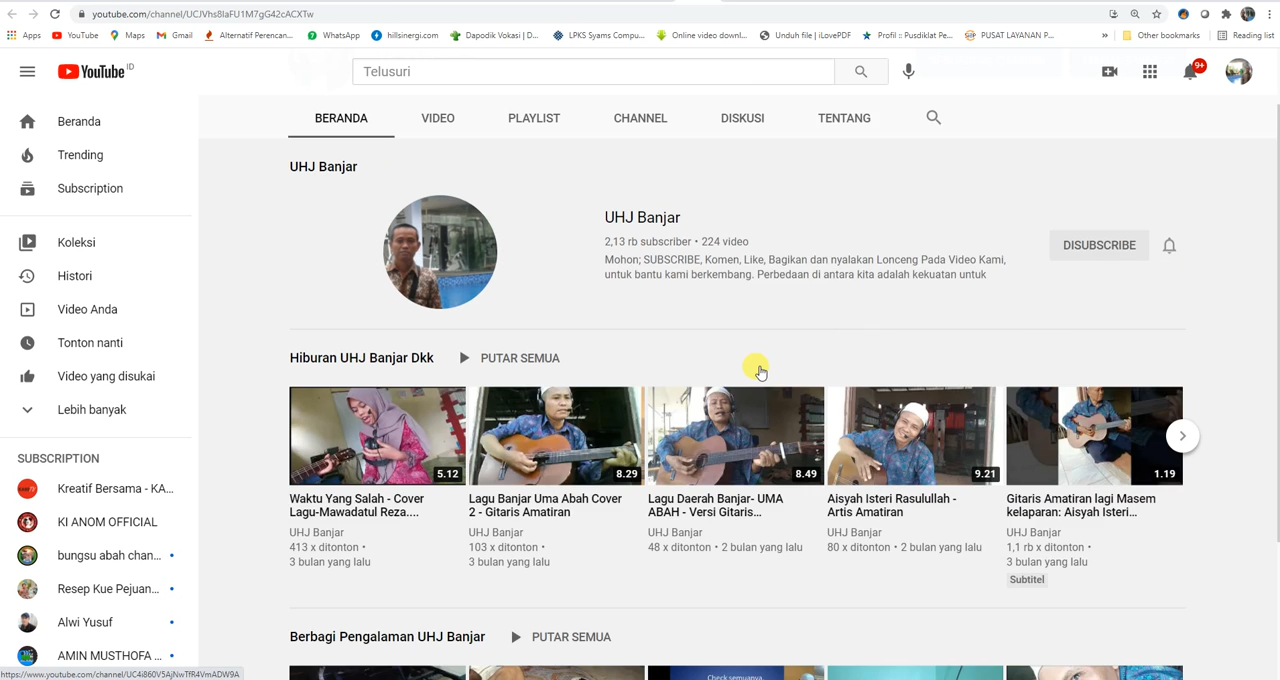 youtube.com/channel/UCJVhs8IaFU1M7gG42cACXTw
Apps YouTube Maps Gmail Alternatif Perencan... WhatsApp hillsinergi.com Dapodik Vokasi | D... LPKS Syams Compu... Online video downl... Unduh file | iLovePDF Profil :: Pusdiklat Pe... PUSAT LAYANAN P... » Other bookmarks Reading list
YouTube ID
Telusuri
9+
BERANDA VIDEO PLAYLIST CHANNEL DISKUSI TENTANG
Beranda
Trending
Subscription
Koleksi
Histori
Video Anda
Tonton nanti
Video yang disukai
Lebih banyak
SUBSCRIPTION
Kreatif Bersama - KA...
KI ANOM OFFICIAL
bungsu abah chan...
Resep Kue Pejuan...
Alwi Yusuf
AMIN MUSTHOFA ...
UHJ Banjar
UHJ Banjar
2,13 rb subscriber • 224 video
Mohon; SUBSCRIBE, Komen, Like, Bagikan dan nyalakan Lonceng Pada Video Kami,
untuk bantu kami berkembang. Perbedaan di antara kita adalah kekuatan untuk
DISUBSCRIBE
Hiburan UHJ Banjar Dkk PUTAR SEMUA
5.12
Waktu Yang Salah - Cover
Lagu-Mawadatul Reza....
UHJ Banjar
413 x ditonton •
3 bulan yang lalu
8.29
Lagu Banjar Uma Abah Cover
2 - Gitaris Amatiran
UHJ Banjar
103 x ditonton •
3 bulan yang lalu
8.49
Lagu Daerah Banjar- UMA
ABAH - Versi Gitaris...
UHJ Banjar
48 x ditonton • 2 bulan yang lalu
9.21
Aisyah Isteri Rasulullah -
Artis Amatiran
UHJ Banjar
80 x ditonton • 2 bulan yang lalu
1.19
Gitaris Amatiran lagi Masem
kelaparan: Aisyah Isteri...
UHJ Banjar
1,1 rb x ditonton •
3 bulan yang lalu
Subtitel
Berbagi Pengalaman UHJ Banjar PUTAR SEMUA
Check semuanya,
https://www.youtube.com/channel/UC4i860V5AjNwTfR4VmADW9A